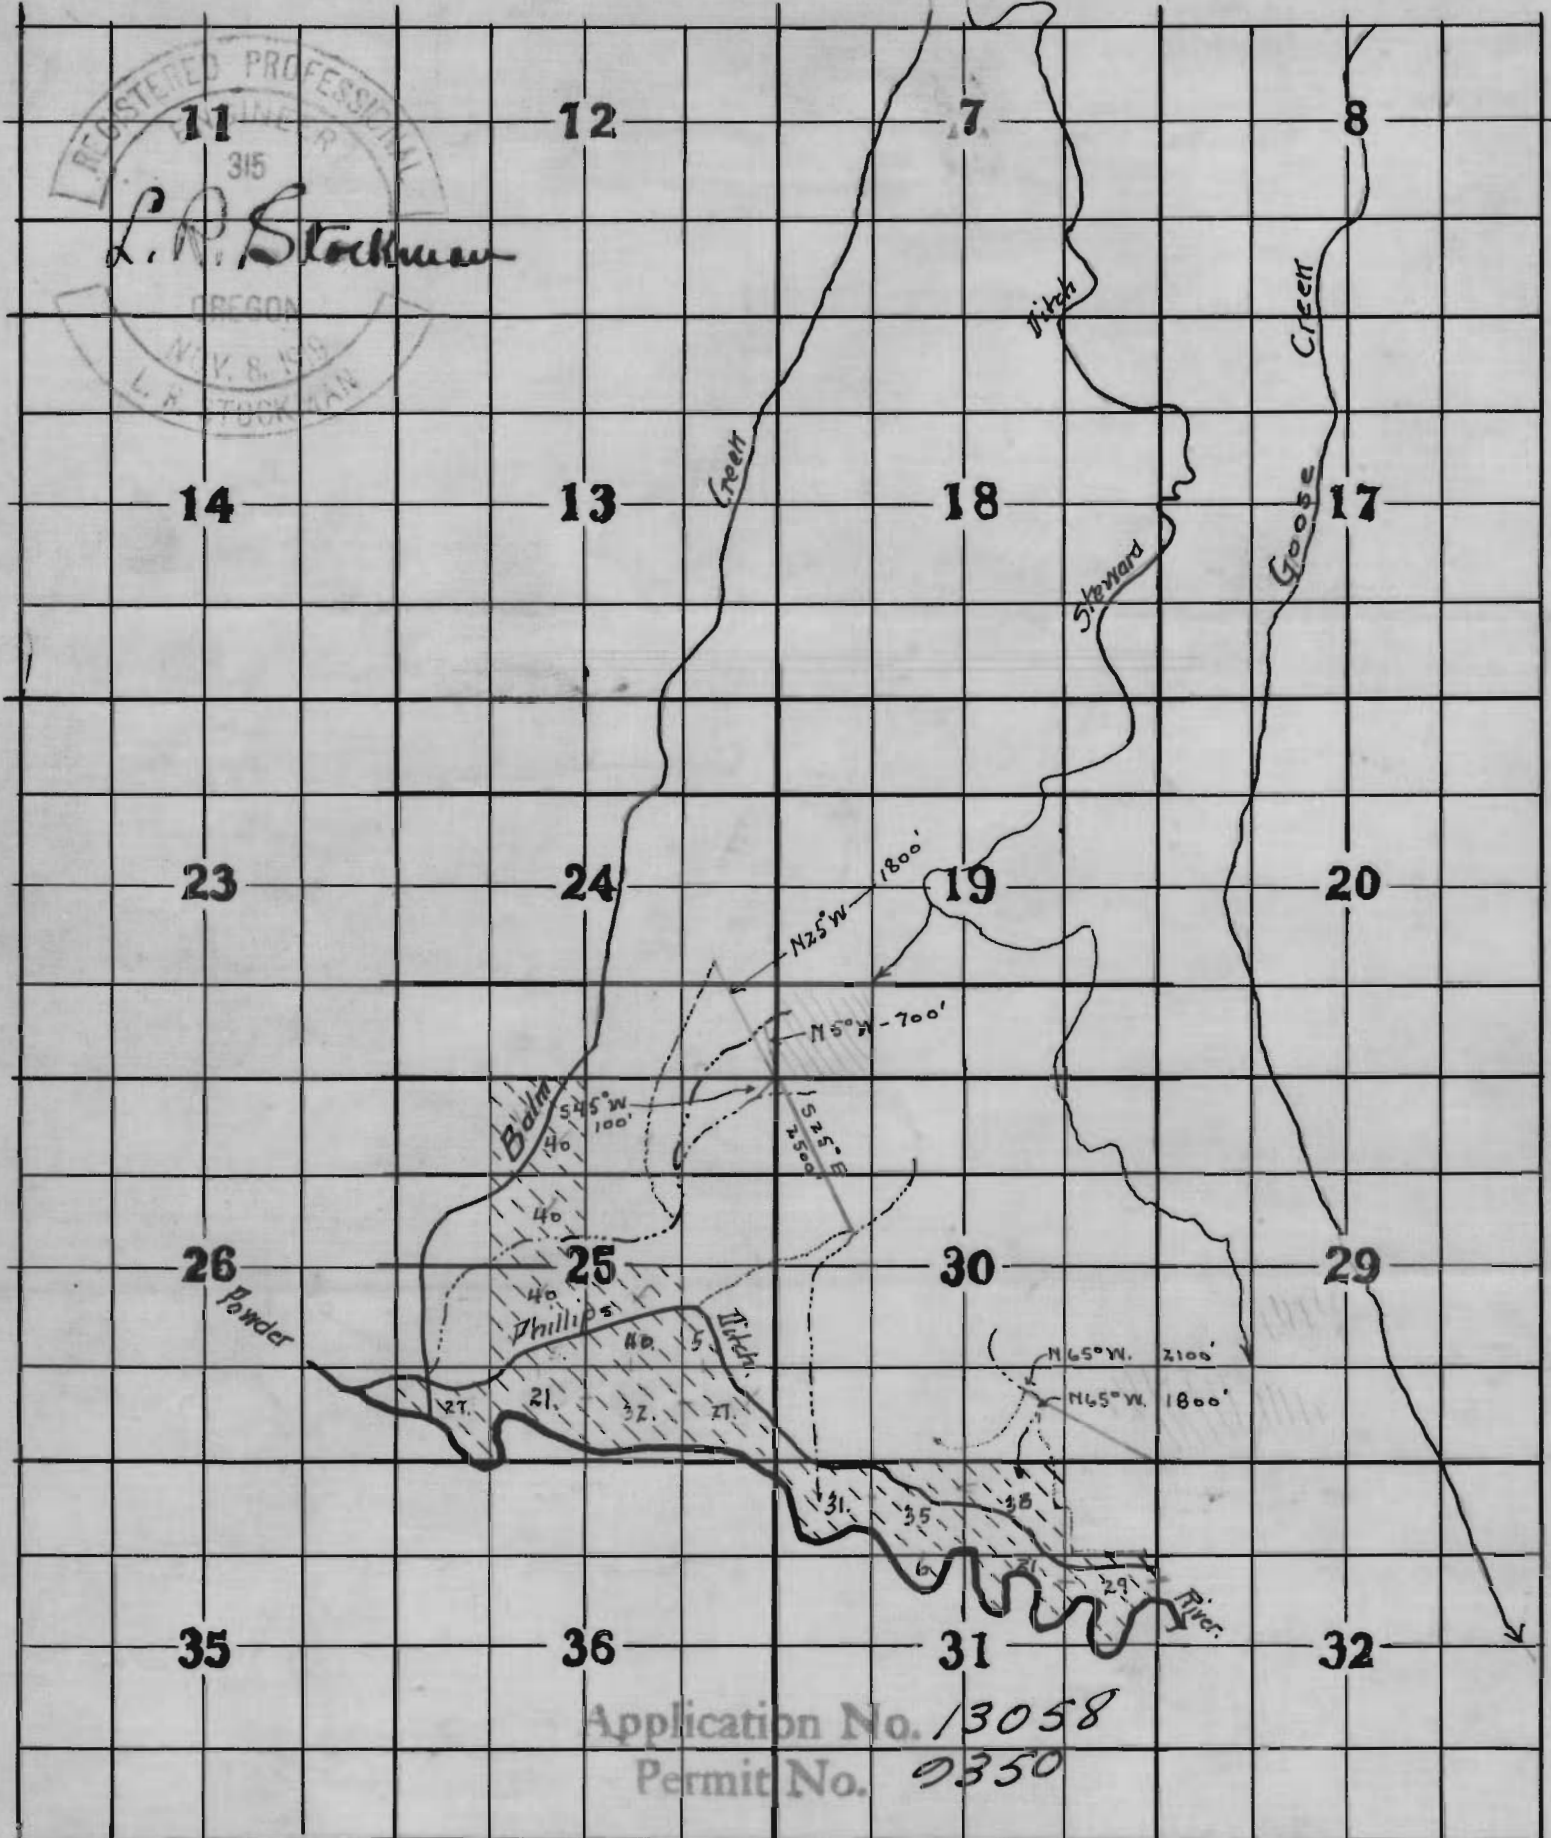 REGISTERED PROFESSIONAL
ENGINEER
315
L. R. Stockman
OREGON
NOV. 8. 1919
L. R. STOCKMAN
11
12
7
8
Ditch
Creek
14
13
Creek
18
Goose
17
Steward
23
24
19
20
1800'
N25°W
N5°W-700'
Balm
S45°W
100'
S25°E
2500'
40
40
26
25
30
29
Powder
40
Phillips
40
5
Ditch.
N65°W. 2100'
N65°W. 1800'
27.
21.
32.
27.
31.
35
38
6
21
29
River.
35
36
31
32
Application No. 13058
Permit No. 9350